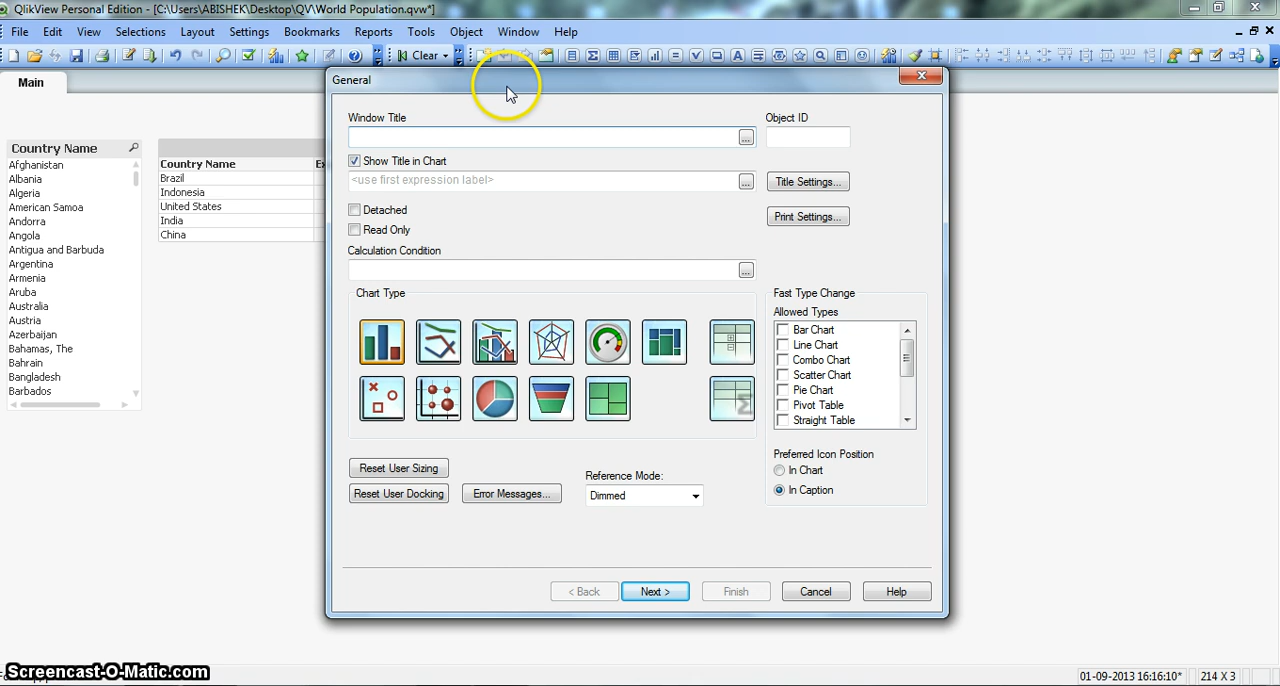 QlikView Personal Edition - [C:\Users\ABISHEK\Desktop\QV\World Population.qvw*]
File Edit View Selections Layout Settings Bookmarks Reports Tools Object Window Help
Clear
Main
Country Name
Afghanistan
Albania
Algeria
American Samoa
Andorra
Angola
Antigua and Barbuda
Argentina
Armenia
Aruba
Australia
Austria
Azerbaijan
Bahamas, The
Bahrain
Bangladesh
Barbados
Country Name
Brazil
Indonesia
United States
India
China
General
Window Title
Object ID
Show Title in Chart
<use first expression label>
Title Settings...
Detached
Print Settings...
Read Only
Calculation Condition
Chart Type
Fast Type Change
Allowed Types
Bar Chart
Line Chart
Combo Chart
Scatter Chart
Pie Chart
Pivot Table
Straight Table
Preferred Icon Position
In Chart
In Caption
Reset User Sizing
Reset User Docking
Error Messages...
Reference Mode:
Dimmed
< Back
Next >
Finish
Cancel
Help
Screencast-O-Matic.com
01-09-2013 16:16:10*
214 X 3